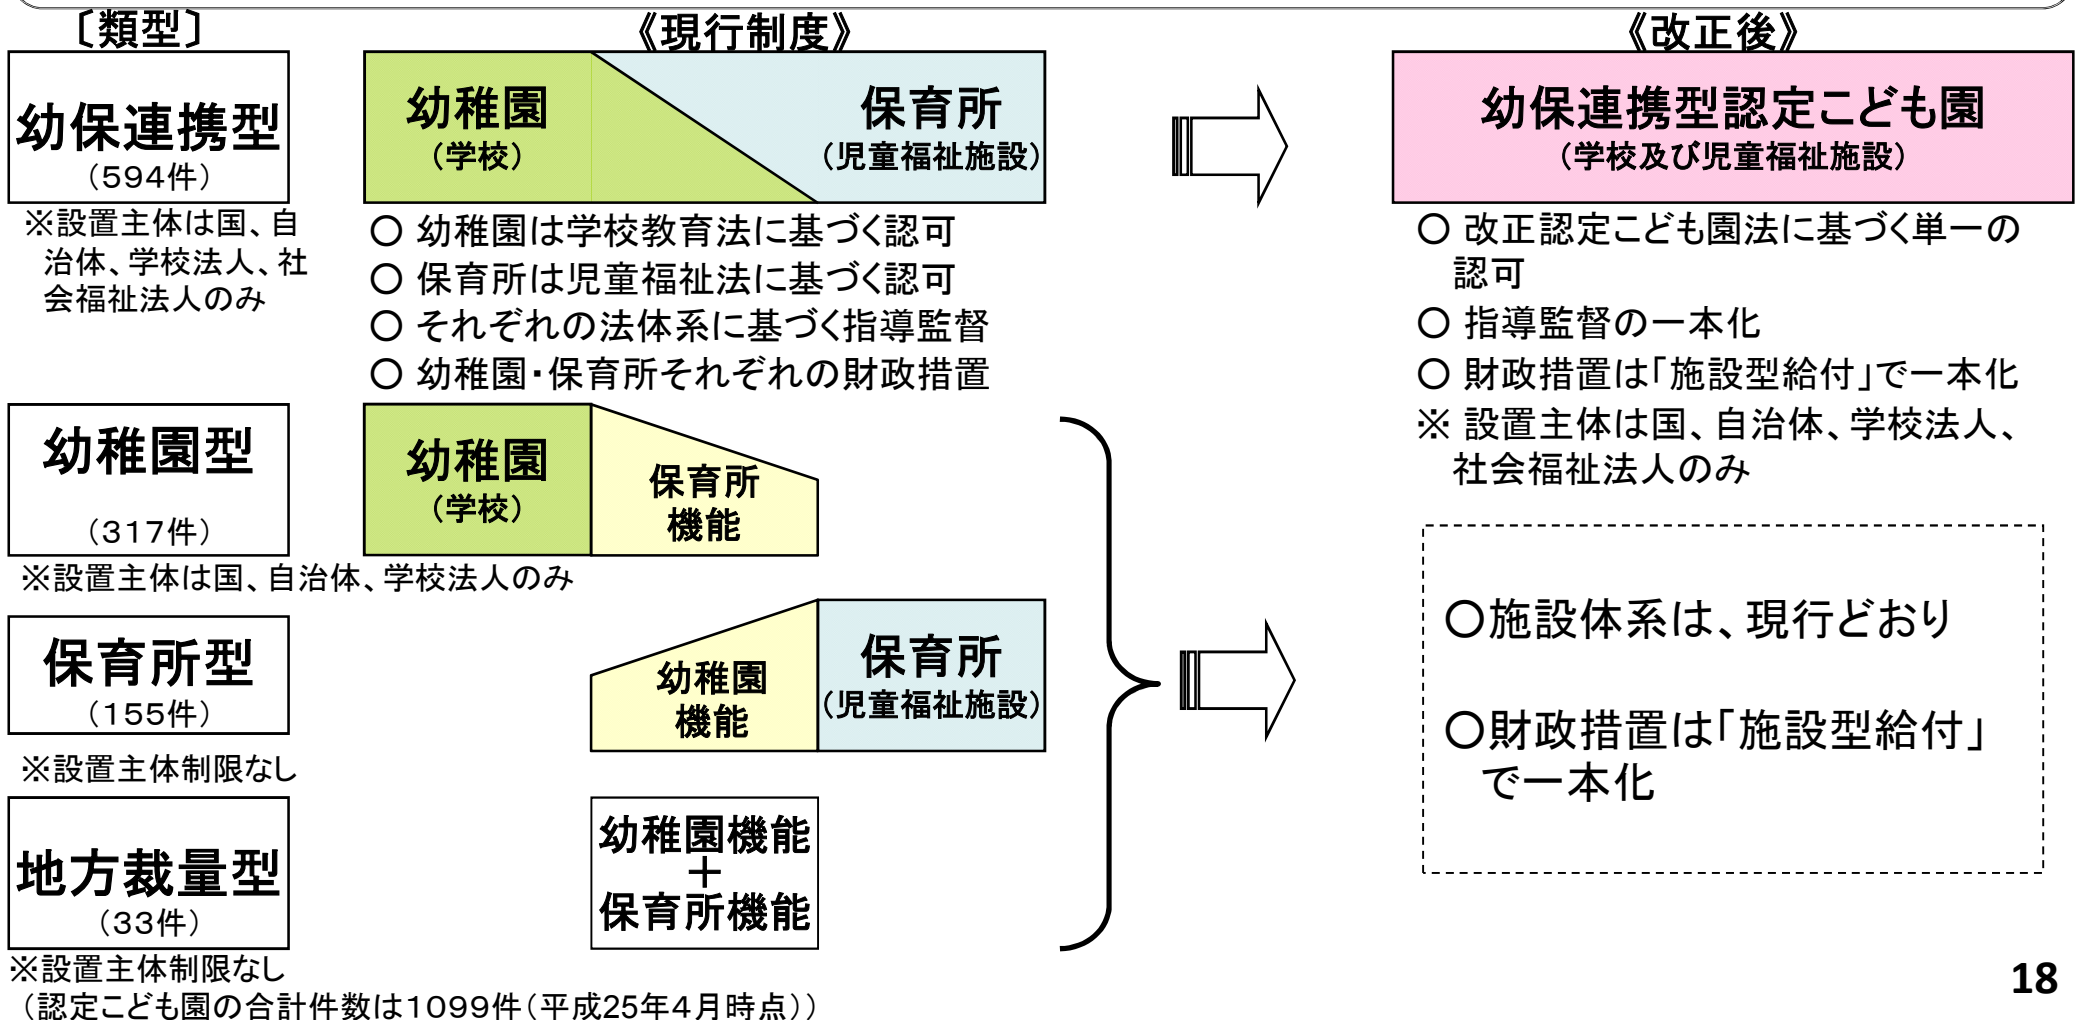 〔類型〕
《現行制度》
《改正後》
幼保連携型
（594件）
※設置主体は国、自
治体、学校法人、社
会福祉法人のみ
幼稚園
（学校）
保育所
（児童福祉施設）
○ 幼稚園は学校教育法に基づく認可
○ 保育所は児童福祉法に基づく認可
○ それぞれの法体系に基づく指導監督
○ 幼稚園・保育所それぞれの財政措置
幼保連携型認定こども園
（学校及び児童福祉施設）
○ 改正認定こども園法に基づく単一の
認可
○ 指導監督の一本化
○ 財政措置は「施設型給付」で一本化
※ 設置主体は国、自治体、学校法人、
社会福祉法人のみ
幼稚園型
（317件）
※設置主体は国、自治体、学校法人のみ
幼稚園
（学校）
保育所
機能
保育所型
（155件）
※設置主体制限なし
幼稚園
機能
保育所
（児童福祉施設）
地方裁量型
（33件）
※設置主体制限なし
幼稚園機能
＋
保育所機能
○施設体系は、現行どおり
○財政措置は「施設型給付」
で一本化
（認定こども園の合計件数は1099件（平成25年4月時点））
18